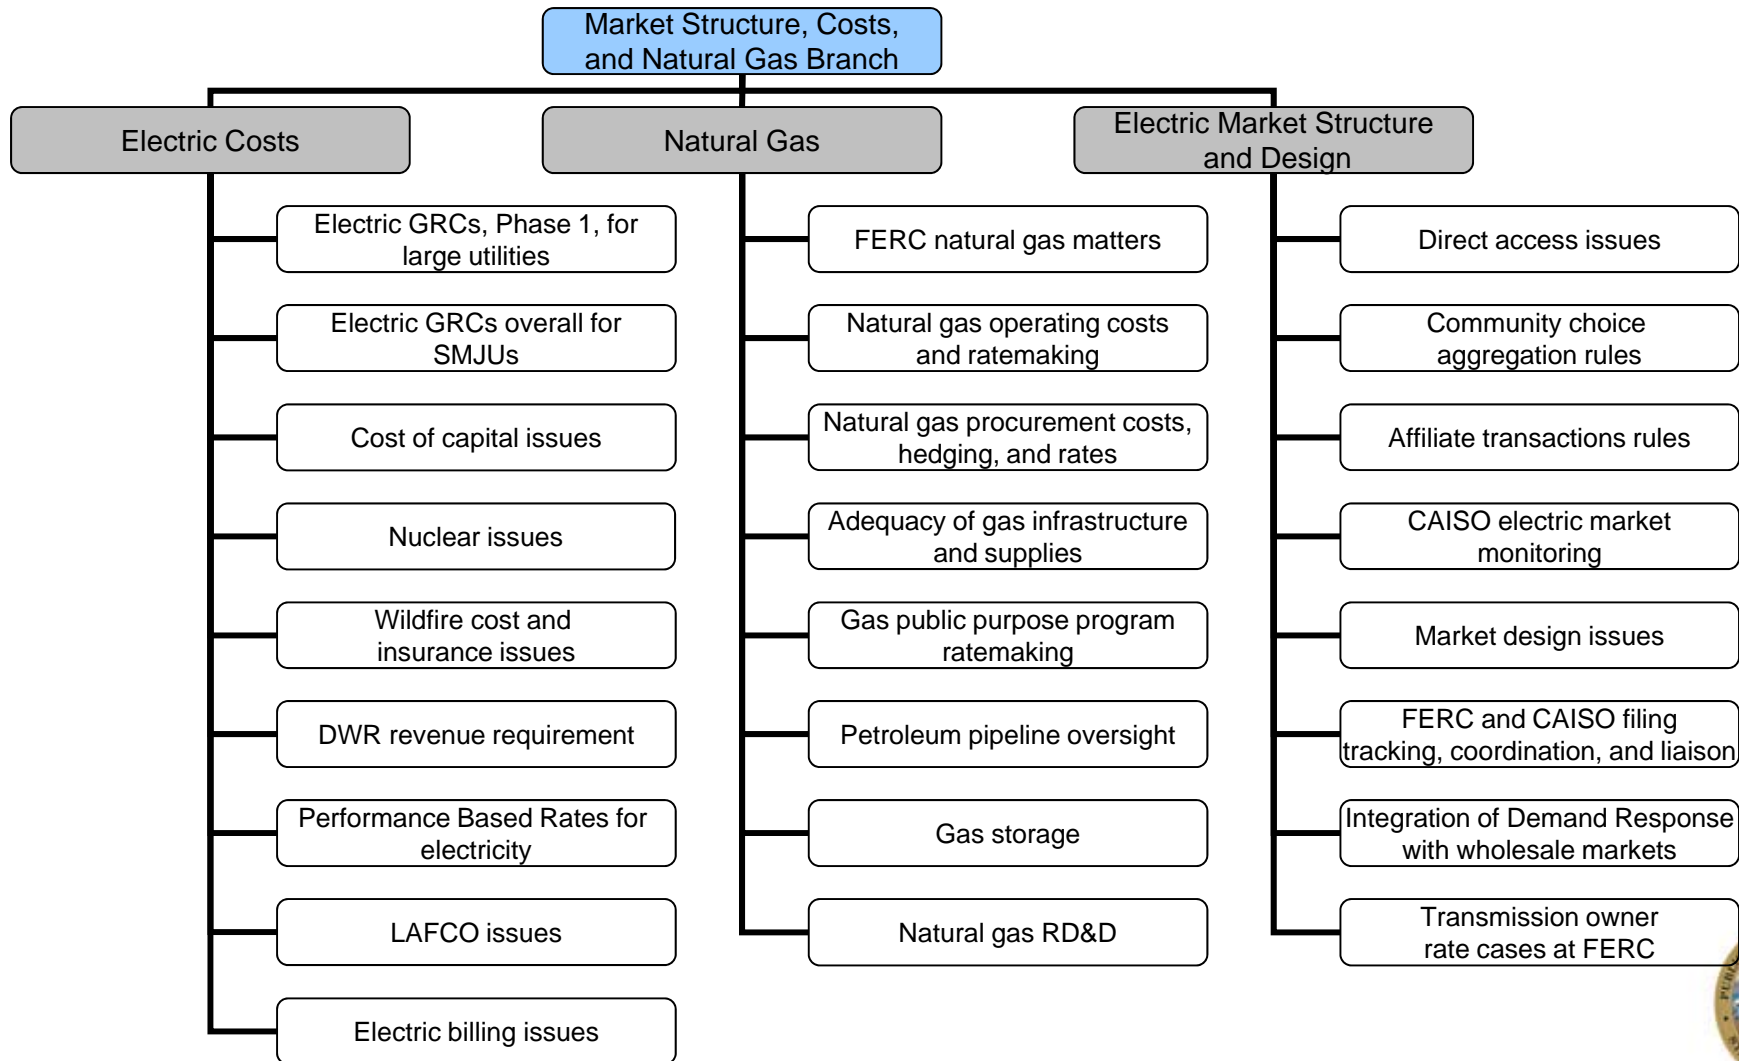 Market Structure, Costs,
and Natural Gas Branch
Electric Costs
Natural Gas
Electric Market Structure
and Design
Electric GRCs, Phase 1, for
large utilities
Electric GRCs overall for
SMJUs
Cost of capital issues
Nuclear issues
Wildfire cost and
insurance issues
DWR revenue requirement
Performance Based Rates for
electricity
LAFCO issues
Electric billing issues
FERC natural gas matters
Natural gas operating costs
and ratemaking
Natural gas procurement costs,
hedging, and rates
Adequacy of gas infrastructure
and supplies
Gas public purpose program
ratemaking
Petroleum pipeline oversight
Gas storage
Natural gas RD&D
Direct access issues
Community choice
aggregation rules
Affiliate transactions rules
CAISO electric market
monitoring
Market design issues
FERC and CAISO filing
tracking, coordination, and liaison
Integration of Demand Response
with wholesale markets
Transmission owner
rate cases at FERC